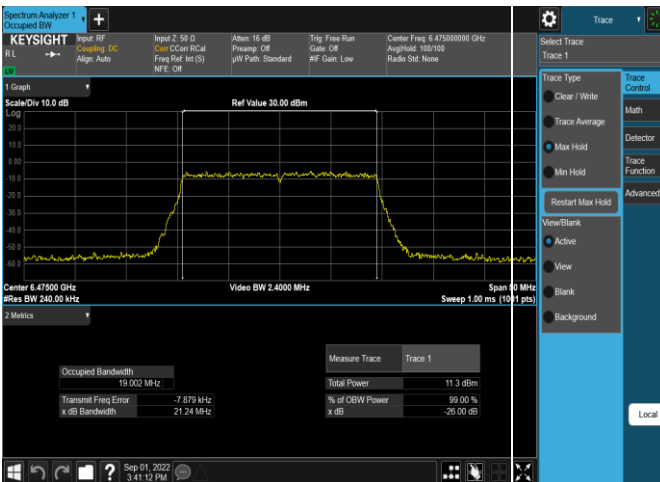 Spectrum Analyzer 1
Occupied BW
+
Trace
KEYSIGHT
R L
LXI
Input: RF
Coupling: DC
Align: Auto
Input Z: 50 Ω
Corr CCorr RCal
Freq Ref: Int (S)
NFE: Off
Atten: 16 dB
Preamp: Off
µW Path: Standard
Trig: Free Run
Gate: Off
#IF Gain: Low
Center Freq: 6.475000000 GHz
Avg|Hold: 100/100
Radio Std: None
Select Trace
Trace 1
1 Graph
Scale/Div 10.0 dB
Ref Value 30.00 dBm
Log
20.0
10.0
0.00
-10.0
-20.0
-30.0
-40.0
-50.0
-60.0
Center 6.47500 GHz
#Res BW 240.00 kHz
Video BW 2.4000 MHz
Span 50 MHz
Sweep 1.00 ms (1001 pts)
2 Metrics
Occupied Bandwidth
19.002 MHz
Transmit Freq Error -7.879 kHz
x dB Bandwidth 21.24 MHz
Measure Trace Trace 1
Total Power 11.3 dBm
% of OBW Power 99.00 %
x dB -26.00 dB
Trace Type
Clear / Write
Trace Average
Max Hold
Min Hold
Restart Max Hold
View/Blank
Active
View
Blank
Background
Trace
Control
Math
Detector
Trace
Function
Advanced
Local
?
Sep 01, 2022
3:41:12 PM